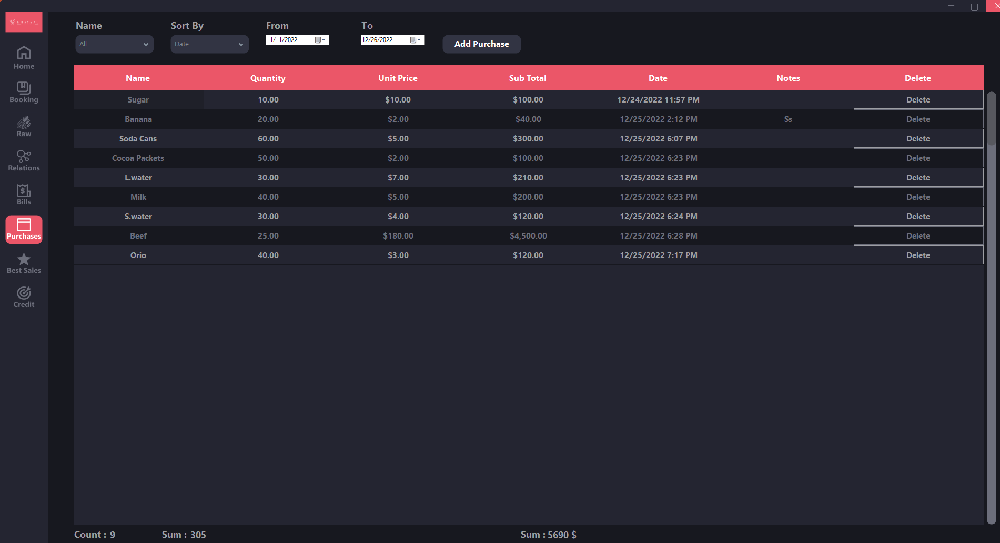 Name Sort By From To
All Date 1/ 1/2022 12/26/2022 Add Purchase
Home
Booking
Raw
Relations
Bills
Purchases
Best Sales
Credit
Name Quantity Unit Price Sub Total Date Notes Delete
Sugar 10.00 $10.00 $100.00 12/24/2022 11:57 PM Delete
Banana 20.00 $2.00 $40.00 12/25/2022 2:12 PM Ss Delete
Soda Cans 60.00 $5.00 $300.00 12/25/2022 6:07 PM Delete
Cocoa Packets 50.00 $2.00 $100.00 12/25/2022 6:23 PM Delete
L.water 30.00 $7.00 $210.00 12/25/2022 6:23 PM Delete
Milk 40.00 $5.00 $200.00 12/25/2022 6:23 PM Delete
S.water 30.00 $4.00 $120.00 12/25/2022 6:24 PM Delete
Beef 25.00 $180.00 $4,500.00 12/25/2022 6:28 PM Delete
Orio 40.00 $3.00 $120.00 12/25/2022 7:17 PM Delete
Count : 9 Sum : 305 Sum : 5690 $